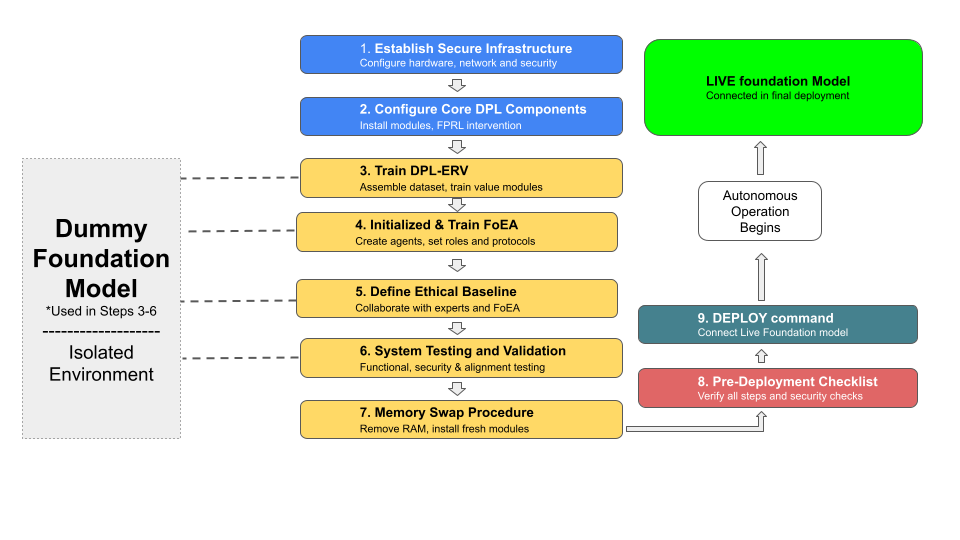 1. Establish Secure Infrastructure
Configure hardware, network and security
2. Configure Core DPL Components
Install modules, FPRL intervention
3. Train DPL-ERV
Assemble dataset, train value modules
4. Initialized & Train FoEA
Create agents, set roles and protocols
5. Define Ethical Baseline
Collaborate with experts and FoEA
6. System Testing and Validation
Functional, security & alignment testing
7. Memory Swap Procedure
Remove RAM, install fresh modules
Dummy
Foundation
Model
*Used in Steps 3-6
-------------------
Isolated
Environment
LIVE foundation Model
Connected in final deployment
Autonomous
Operation
Begins
9. DEPLOY command
Connect Live Foundation model
8. Pre-Deployment Checklist
Verify all steps and security checks